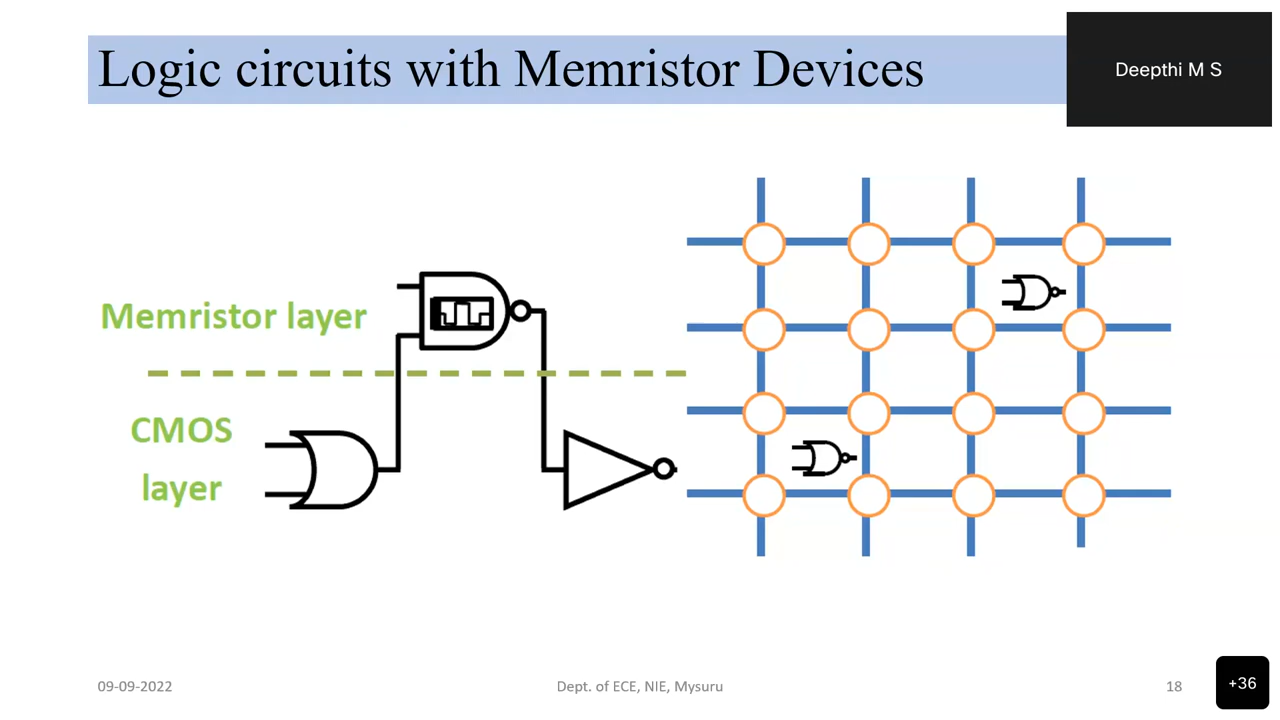 Logic circuits with Memristor Devices
Deepthi M S
Memristor layer
CMOS
layer
09-09-2022
Dept. of ECE, NIE, Mysuru
18
+36